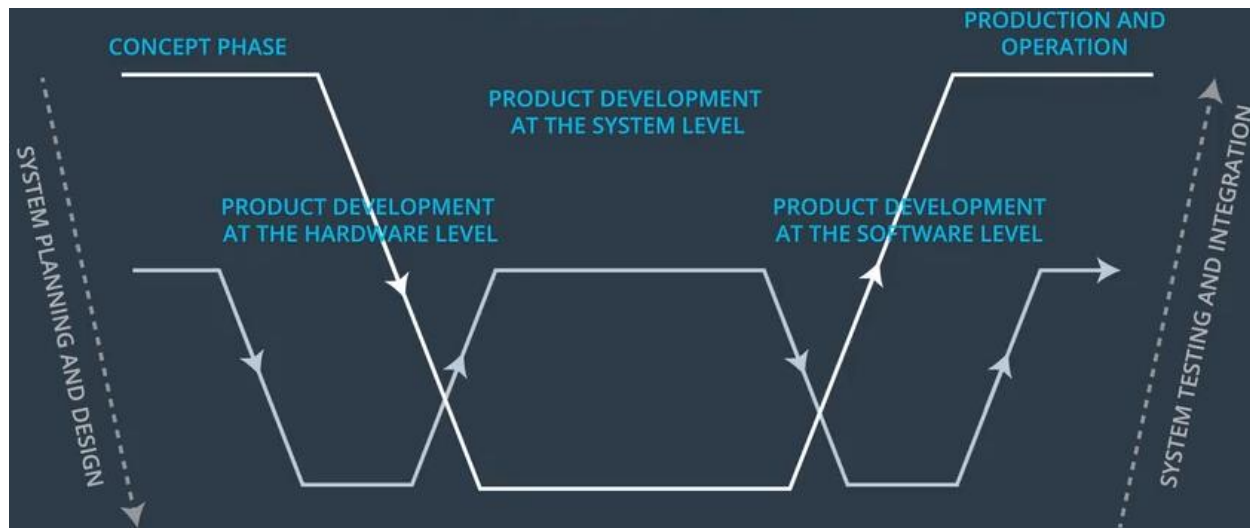 CONCEPT PHASE
PRODUCTION AND
OPERATION
PRODUCT DEVELOPMENT
AT THE SYSTEM LEVEL
PRODUCT DEVELOPMENT
AT THE HARDWARE LEVEL
PRODUCT DEVELOPMENT
AT THE SOFTWARE LEVEL
SYSTEM PLANNING AND DESIGN
SYSTEM TESTING AND INTEGRATION